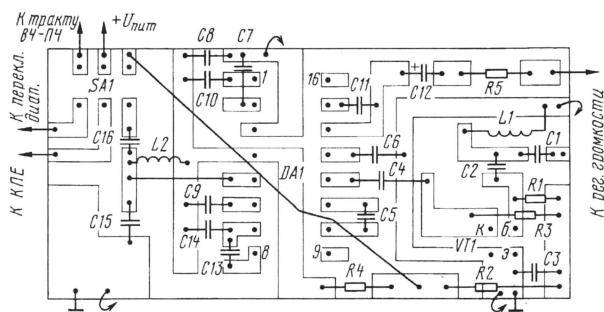 К тракту
ВЧ-ПЧ
+Uпит
C8
C7
К перекл.
диап.
SA1
C10
1
16
C11
+
C12
R5
L1
C16
L2
C6
C2
C1
К КПЕ
DA1
C4
R1
C9
C5
К
б
R3
К рег. громкости
C15
C14
C13
8
9
VT1
э
C3
R4
R2